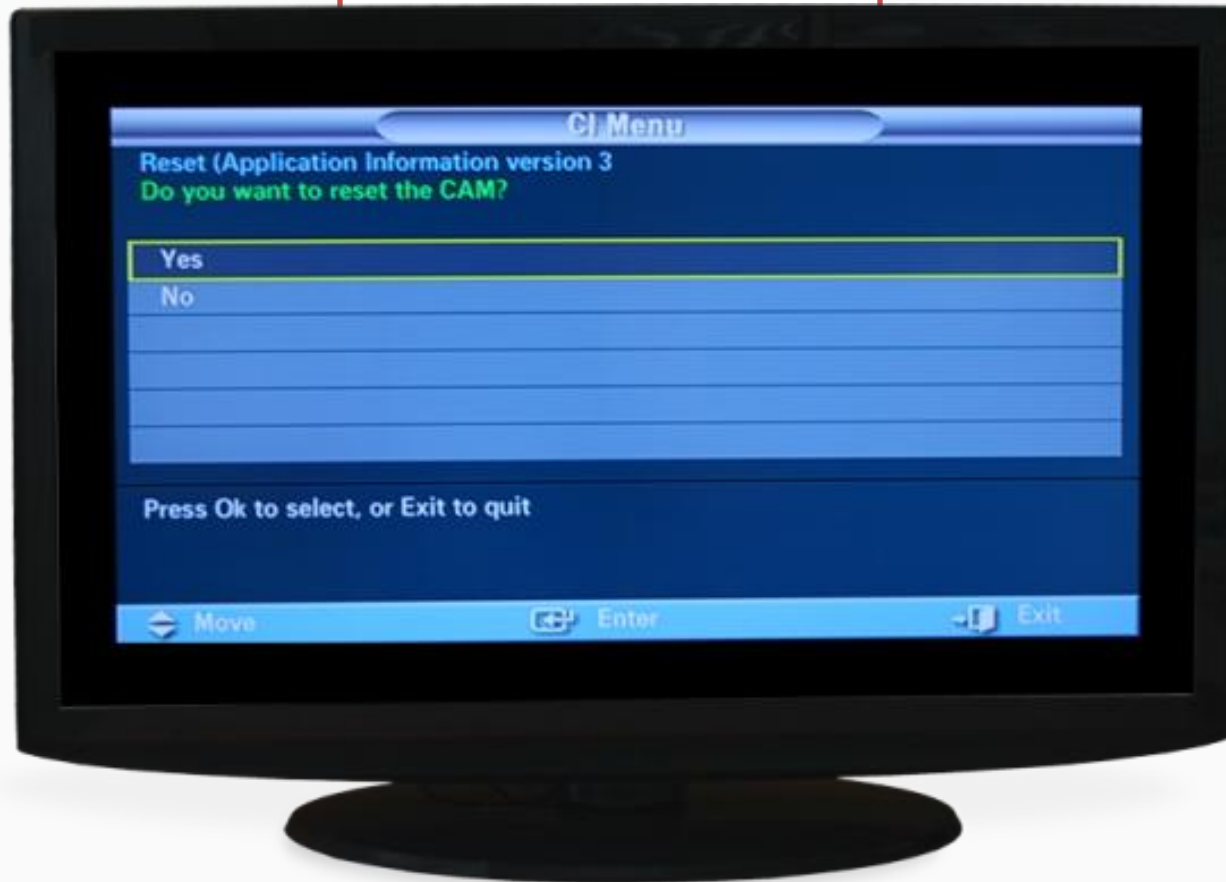 CI Menu
Reset (Application Information version 3
Do you want to reset the CAM?
Yes
No
Press Ok to select, or Exit to quit
Move Enter Exit